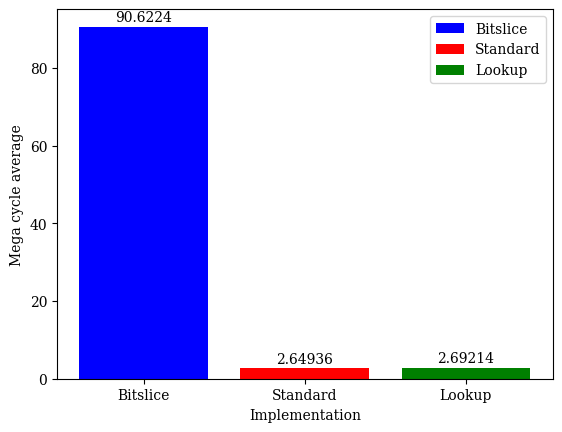 90.6224
Bitslice
Standard
Lookup
80
60
40
20
0
Mega cycle average
2.64936
2.69214
Bitslice
Standard
Lookup
Implementation